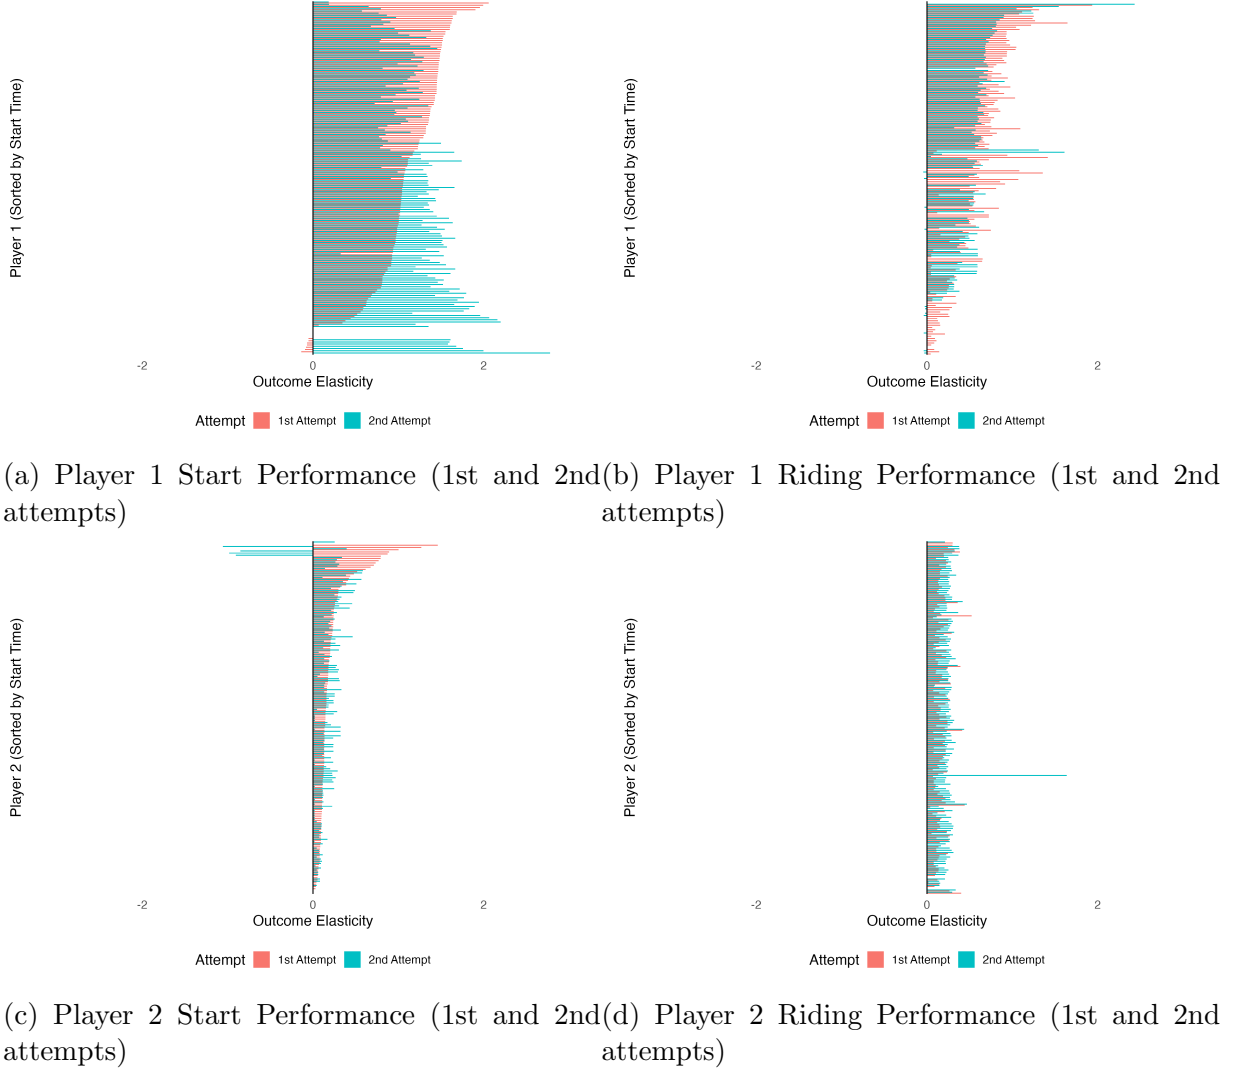 Player 1 (Sorted by Start Time)
-2 0 2
Outcome Elasticity
Attempt 1st Attempt 2nd Attempt
(a) Player 1 Start Performance (1st and 2nd
attempts)
Player 1 (Sorted by Start Time)
-2 0 2
Outcome Elasticity
Attempt 1st Attempt 2nd Attempt
(b) Player 1 Riding Performance (1st and 2nd
attempts)
Player 2 (Sorted by Start Time)
-2 0 2
Outcome Elasticity
Attempt 1st Attempt 2nd Attempt
(c) Player 2 Start Performance (1st and 2nd
attempts)
Player 2 (Sorted by Start Time)
-2 0 2
Outcome Elasticity
Attempt 1st Attempt 2nd Attempt
(d) Player 2 Riding Performance (1st and 2nd
attempts)